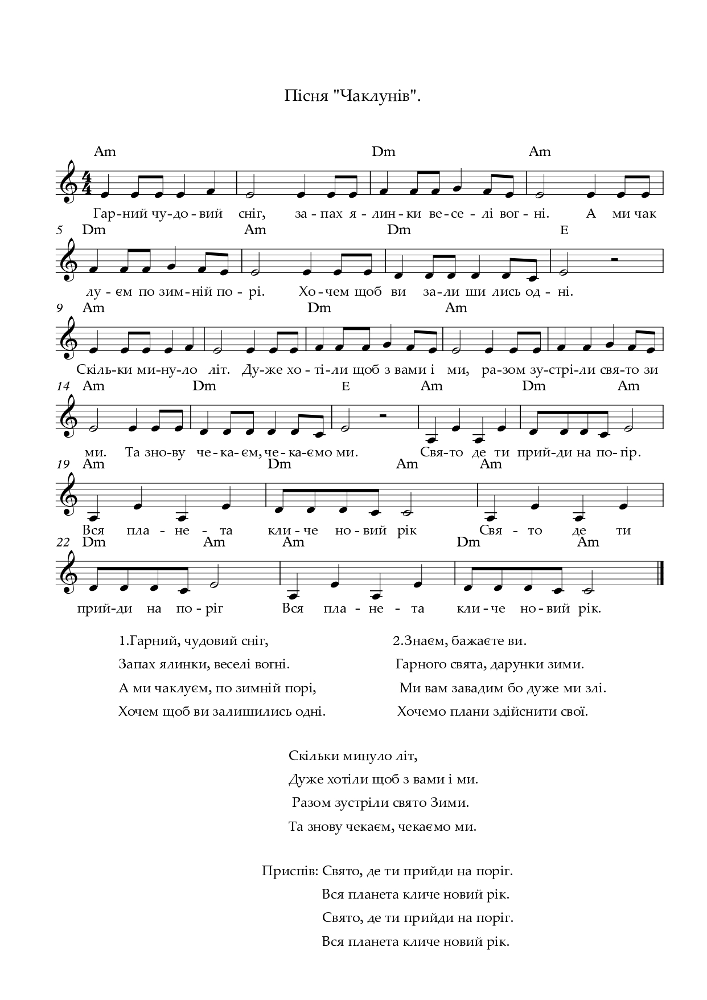 Пісня "Чаклунів".
Am Dm Am
4 4
Гар-ний чу-до-вий сніг, за-пах я-лин-ки ве-се-лі вог-ні. А ми чак
5 Dm Am Dm E
лу-єм по зим-ній по-рі. Хо-чем щоб ви за-ли ши лись од-ні.
9 Am Dm Am
Скіль-ки ми-ну-ло літ. Ду-же хо-ті-ли щоб з вами і ми, ра-зом зу-стрі-ли свя-то зи
14 Am Dm E Am Dm Am
ми. Та зно-ву че-ка-єм, че-ка-ємо ми. Свя-то де ти прий-ди на по-гір.
19 Am Dm Am Am
Вся пла-не-та кли-че но-вий рік Свя-то де ти
22 Dm Am Am Dm Am
прий-ди на по-ріг Вся пла-не-та кли-че но-вий рік.
1.Гарний, чудовий сніг,
Запах ялинки, веселі вогні.
А ми чаклуєм, по зимній порі,
Хочем щоб ви залишились одні.
2.Знаєм, бажаєте ви.
Гарного свята, дарунки зими.
Ми вам завадим бо дуже ми злі.
Хочемо плани здійснити свої.
Скільки минуло літ,
Дуже хотіли щоб з вами і ми.
Разом зустріли свято Зими.
Та знову чекаєм, чекаємо ми.
Приспів: Свято, де ти прийди на поріг.
Вся планета кличе новий рік.
Свято, де ти прийди на поріг.
Вся планета кличе новий рік.